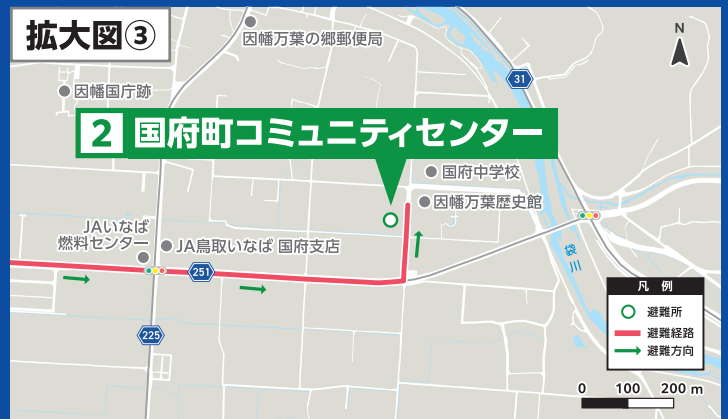 拡大図③
因幡万葉の郷郵便局
N
31
因幡国庁跡
2 国府町コミュニティセンター
国府中学校
因幡万葉歴史館
JAいなば
燃料センター
JA鳥取いなば 国府支店
袋川
251
225
凡 例
避難所
避難経路
避難方向
0 100 200 m